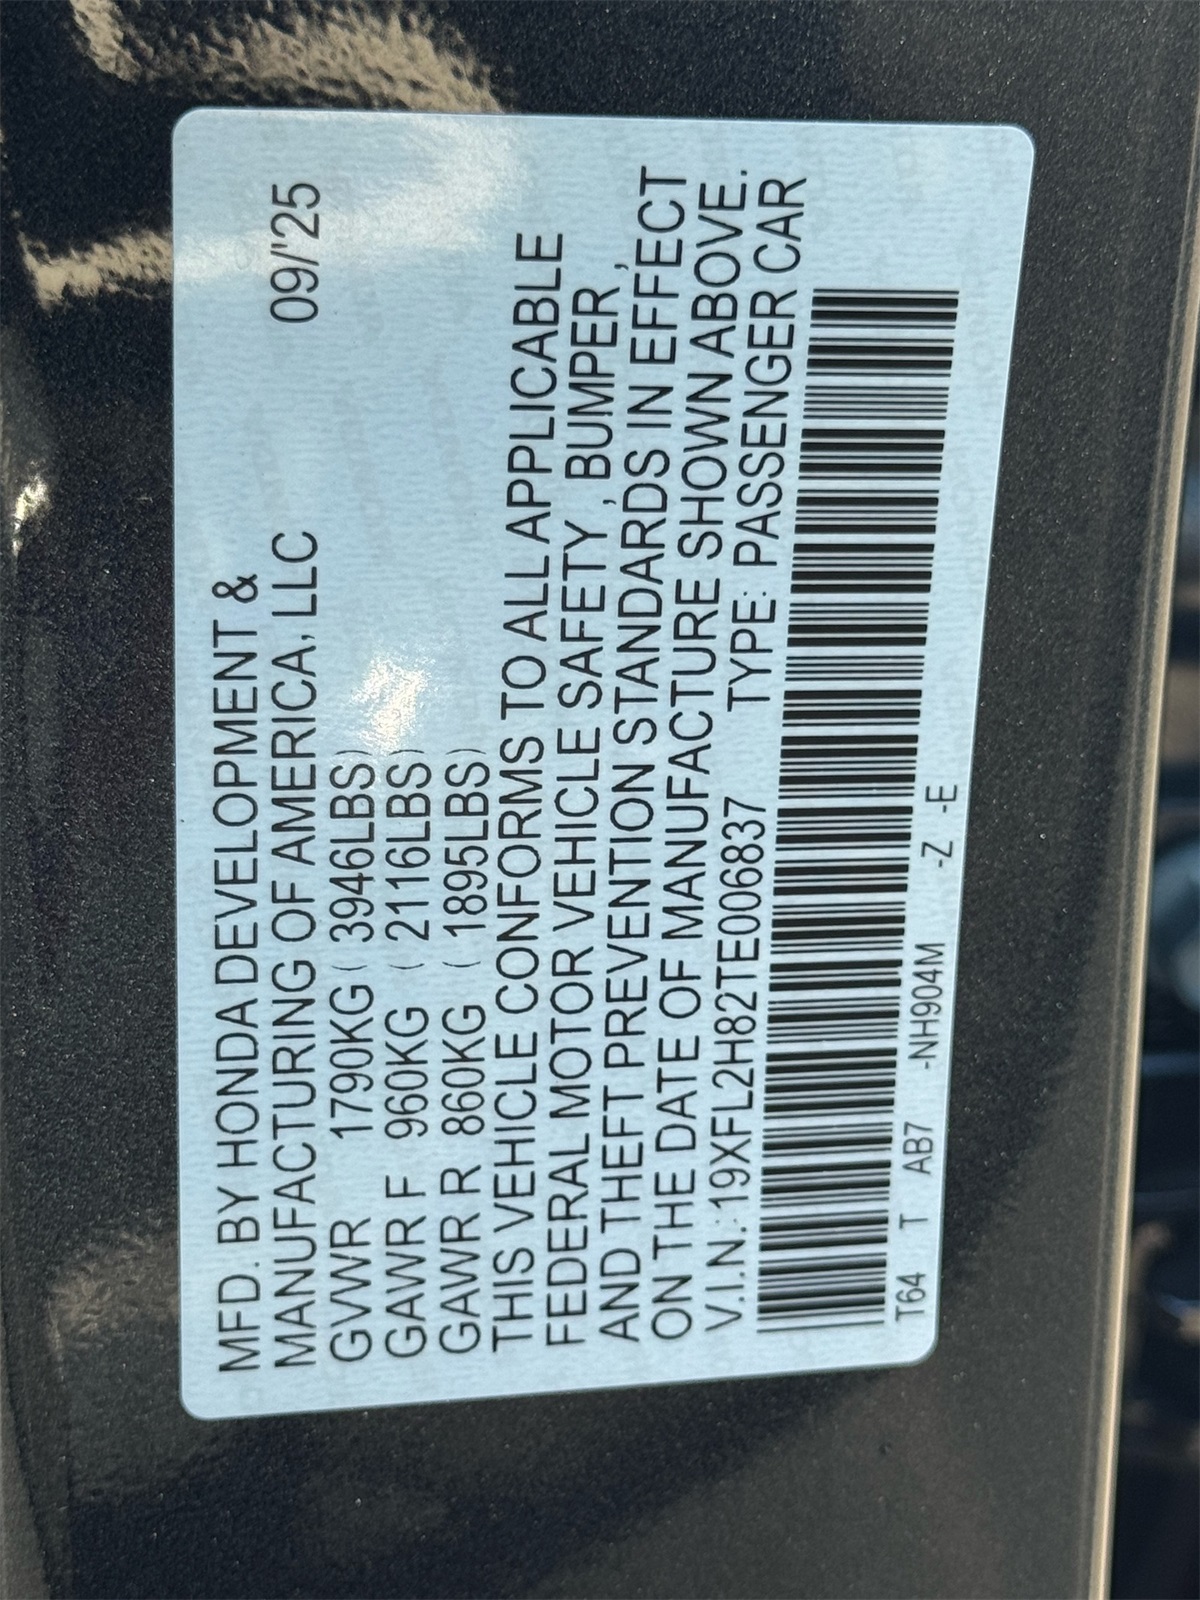 MFD. BY HONDA DEVELOPMENT &
MANUFACTURING OF AMERICA, LLC 09/'25
GVWR 1790KG ( 3946LBS)
GAWR F 960KG ( 2116LBS)
GAWR R 860KG ( 1895LBS)
THIS VEHICLE CONFORMS TO ALL APPLICABLE
FEDERAL MOTOR VEHICLE SAFETY , BUMPER ,
AND THEFT PREVENTION STANDARDS IN EFFECT
ON THE DATE OF MANUFACTURE SHOWN ABOVE.
V.I.N.:19XFL2H82TE006837 TYPE: PASSENGER CAR
T64 T AB7 -NH904M -Z -E